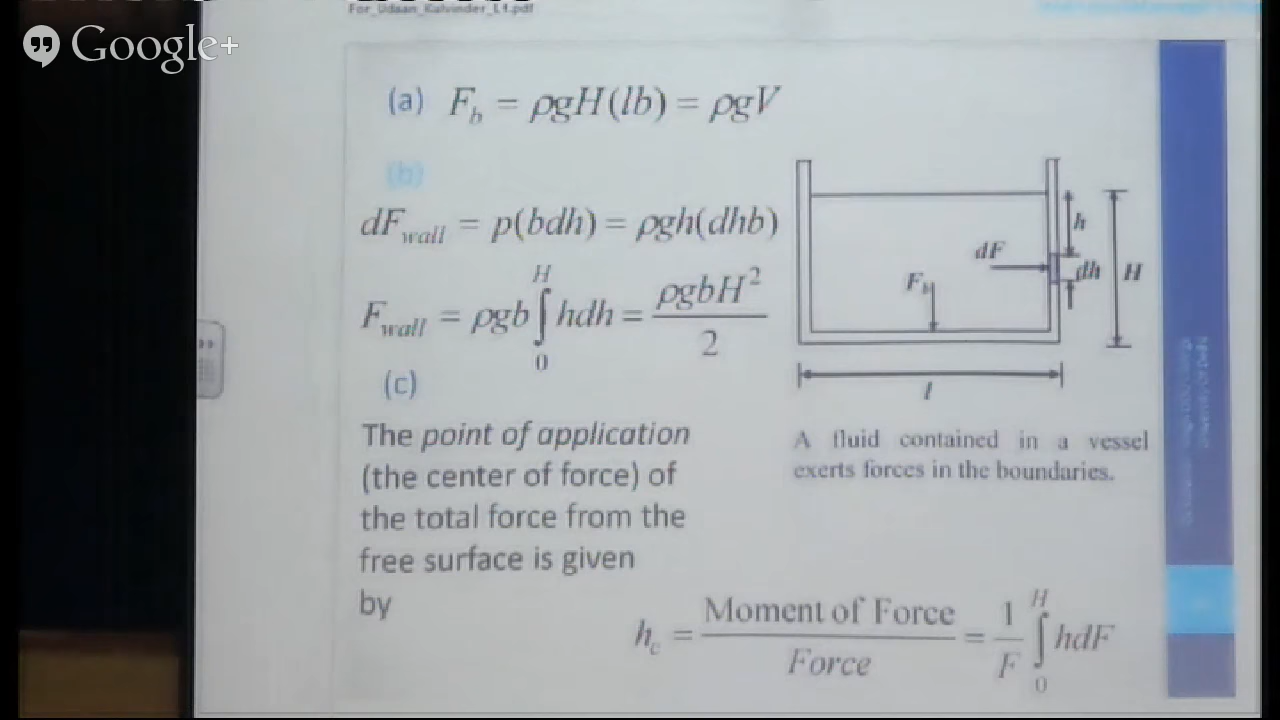 For_Udaan_Kulvinder_L1.pdf
Google+
(a) F_b = ρgH(lb) = ρgV
(b)
dF_wall = p(bdh) = ρgh(dhb)
F_wall = ρgb ∫_0^H hdh = ρgbH²/2
dF
h
dh
H
F_b
l
(c)
The point of application
(the center of force) of
the total force from the
free surface is given
by
A fluid contained in a vessel
exerts forces in the boundaries.
h_c = Moment of Force / Force = 1/F ∫_0^H hdF